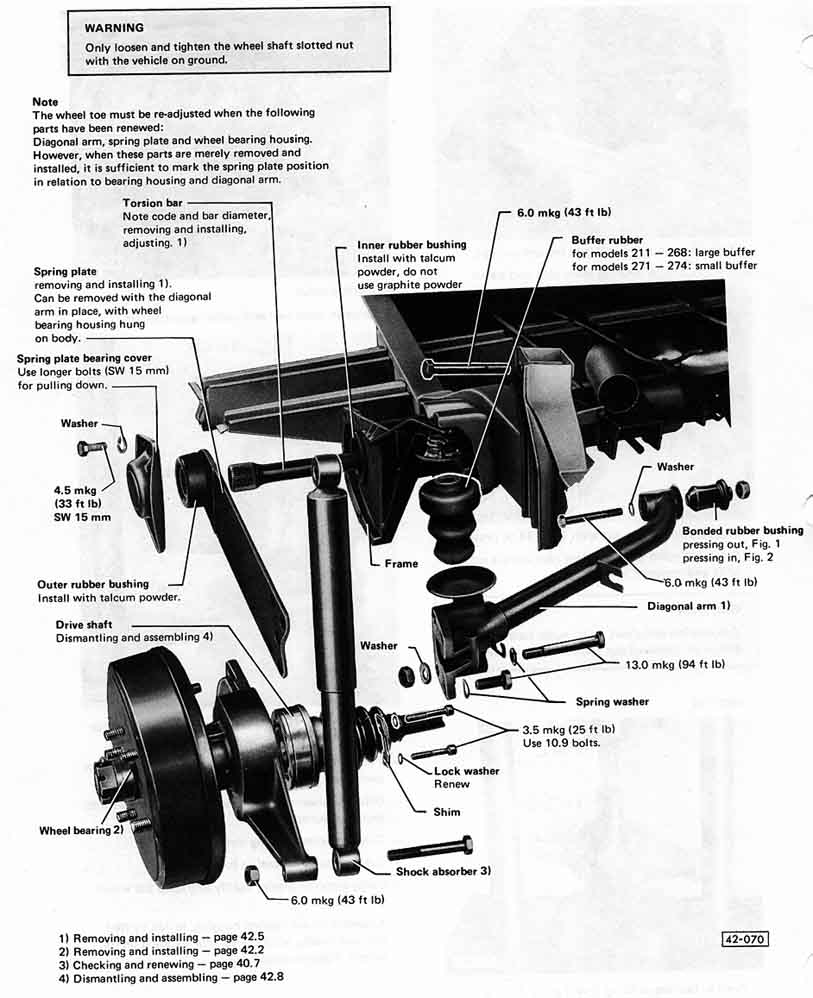 WARNING
Only loosen and tighten the wheel shaft slotted nut
with the vehicle on ground.
Note
The wheel toe must be re-adjusted when the following
parts have been renewed:
Diagonal arm, spring plate and wheel bearing housing.
However, when these parts are merely removed and
installed, it is sufficient to mark the spring plate position
in relation to bearing housing and diagonal arm.
Torsion bar
Note code and bar diameter,
removing and installing,
adjusting. 1)
6.0 mkg (43 ft lb)
Inner rubber bushing
Install with talcum
powder, do not
use graphite powder
Buffer rubber
for models 211 – 268: large buffer
for models 271 – 274: small buffer
Spring plate
removing and installing 1).
Can be removed with the diagonal
arm in place, with wheel
bearing housing hung
on body.
Spring plate bearing cover
Use longer bolts (SW 15 mm)
for pulling down.
Washer
4.5 mkg
(33 ft lb)
SW 15 mm
Washer
Bonded rubber bushing
pressing out, Fig. 1
pressing in, Fig. 2
Frame
6.0 mkg (43 ft lb)
Outer rubber bushing
Install with talcum powder.
Diagonal arm 1)
Drive shaft
Dismantling and assembling 4)
Washer
13.0 mkg (94 ft lb)
Spring washer
3.5 mkg (25 ft lb)
Use 10.9 bolts.
Lock washer
Renew
Shim
Wheel bearing 2)
Shock absorber 3)
6.0 mkg (43 ft lb)
1) Removing and installing – page 42.5
2) Removing and installing – page 42.2
3) Checking and renewing – page 40.7
4) Dismantling and assembling – page 42.8
42-070